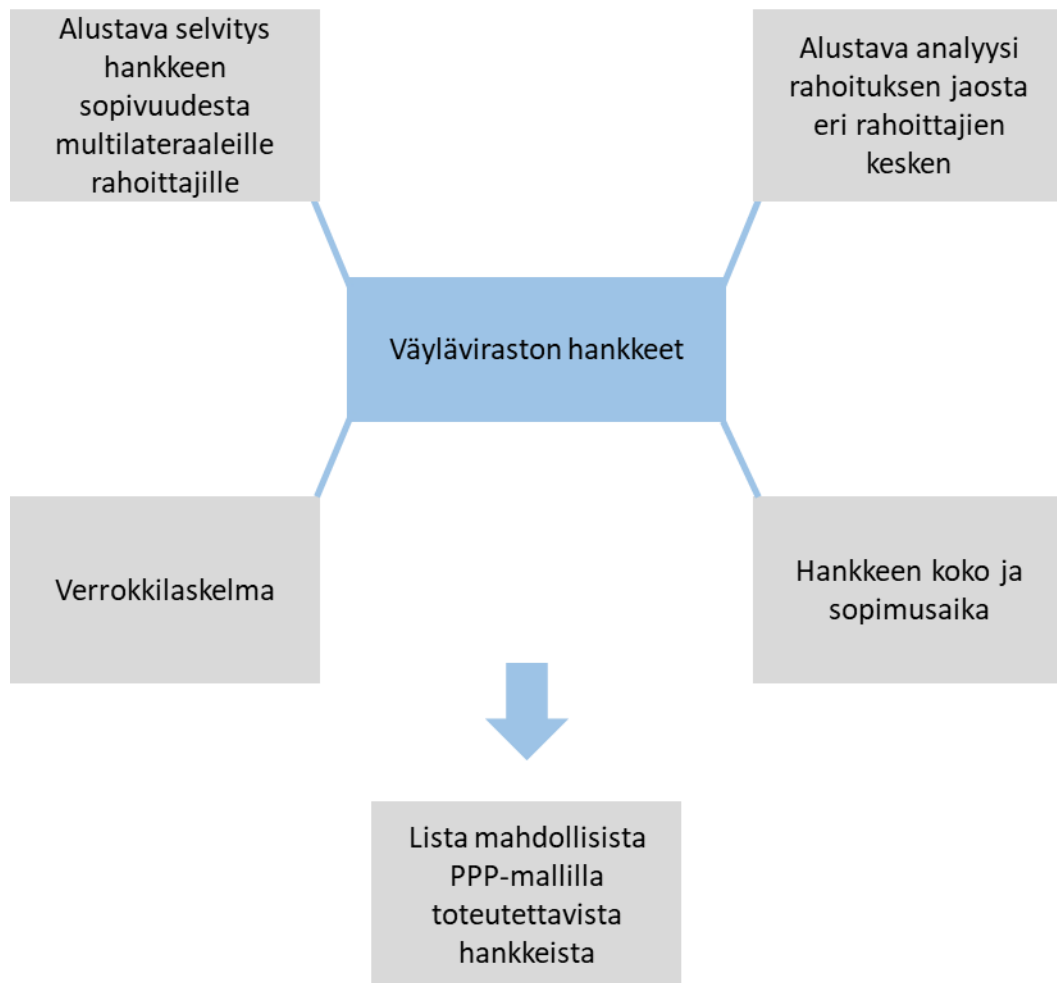 Alustava selvitys
hankkeen
sopivuudesta
multilateraaleille
rahoittajille
Alustava analyysi
rahoituksen jaosta
eri rahoittajien
kesken
Väyläviraston hankkeet
Verrokkilaskelma
Hankkeen koko ja
sopimusaika
Lista mahdollisista
PPP-mallilla
toteutettavista
hankkeista